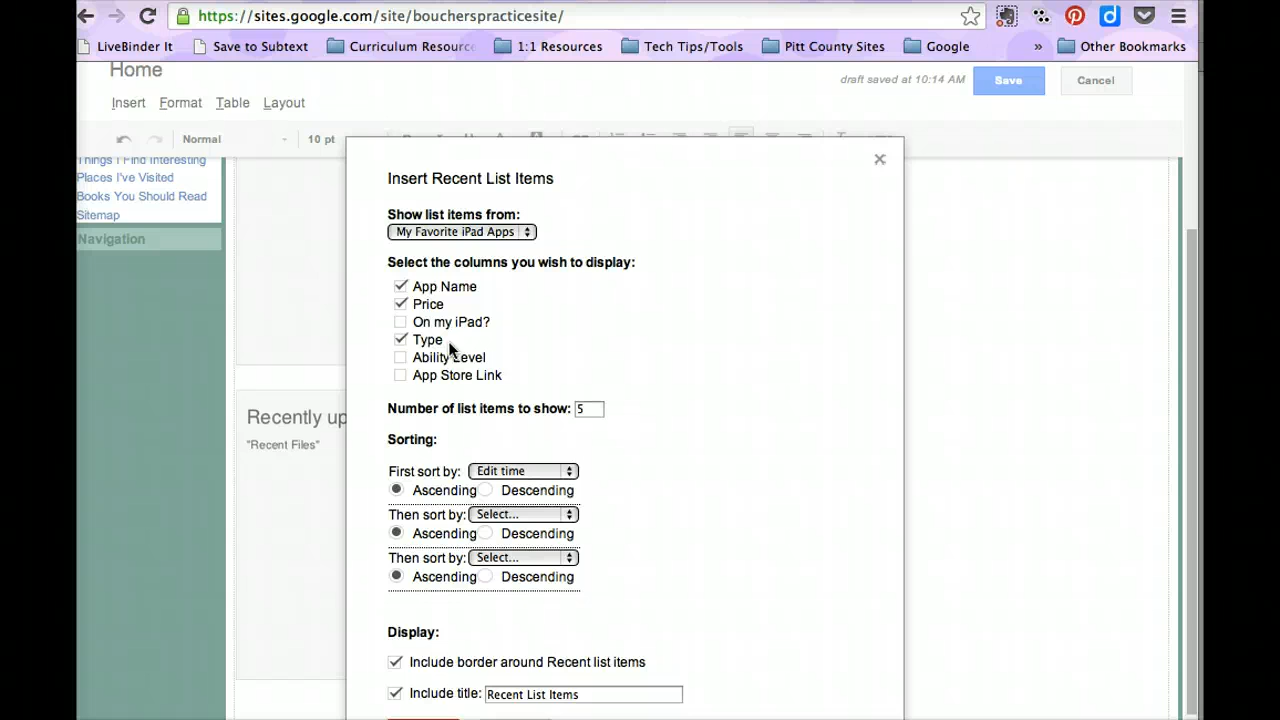 https://sites.google.com/site/boucherspracticesite/
LiveBinder It Save to Subtext Curriculum Resourc 1:1 Resources Tech Tips/Tools Pitt County Sites Google » Other Bookmarks
Home
draft saved at 10:14 AM Save Cancel
Insert Format Table Layout
Normal 10 pt
Things I Find Interesting
Places I've Visited
Books You Should Read
Sitemap
Navigation
Recently up
"Recent Files"
Insert Recent List Items
Show list items from:
My Favorite iPad Apps
Select the columns you wish to display:
App Name
Price
On my iPad?
Type
Ability Level
App Store Link
Number of list items to show: 5
Sorting:
First sort by: Edit time
Ascending Descending
Then sort by: Select...
Ascending Descending
Then sort by: Select...
Ascending Descending
Display:
Include border around Recent list items
Include title: Recent List Items